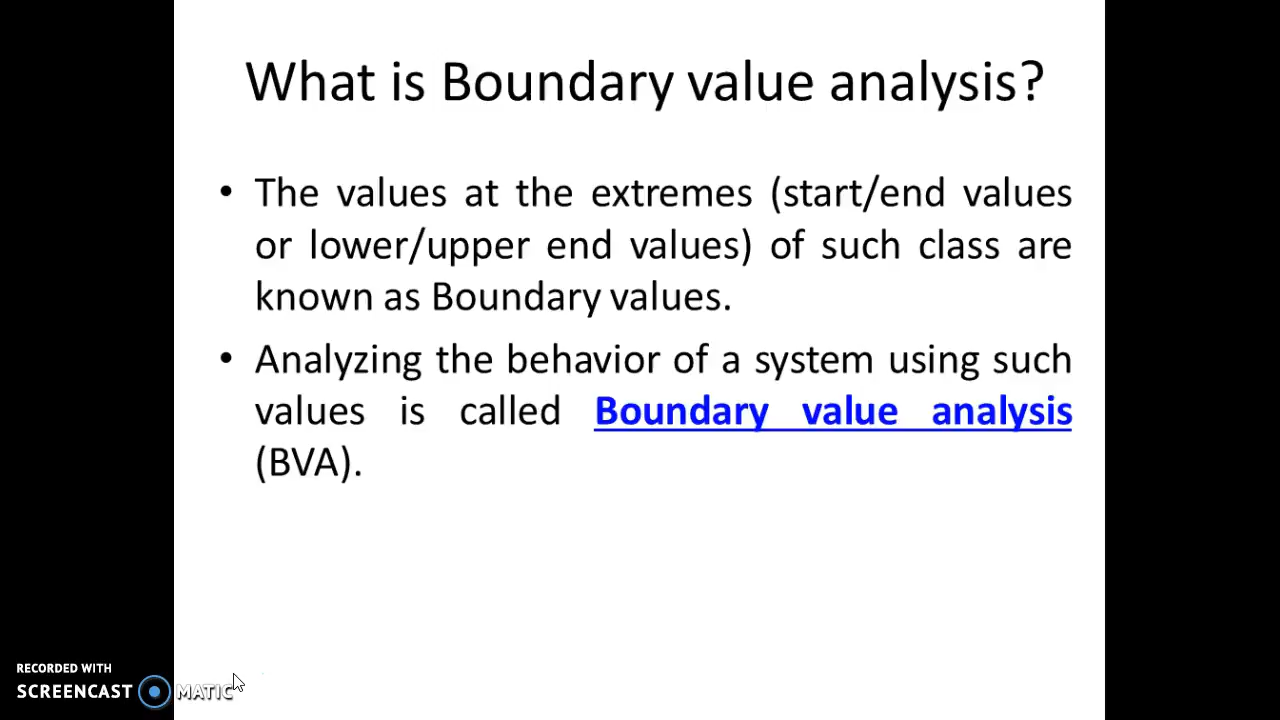 What is Boundary value analysis?
• The values at the extremes (start/end values
or lower/upper end values) of such class are
known as Boundary values.
• Analyzing the behavior of a system using such
values is called Boundary value analysis
(BVA).
RECORDED WITH
SCREENCAST MATIC